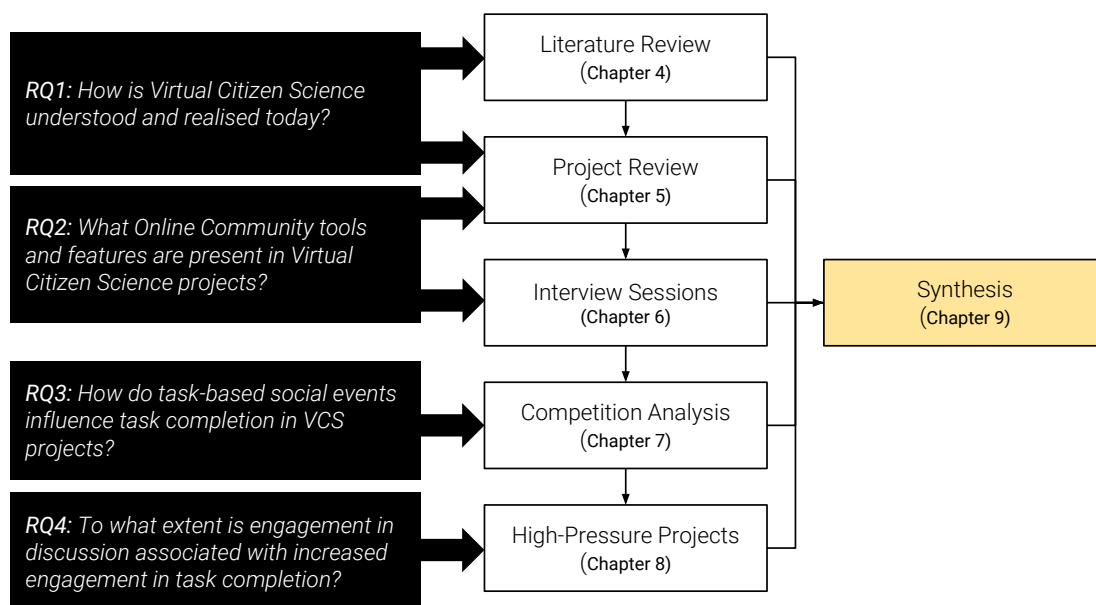 RQ1: How is Virtual Citizen Science
understood and realised today?
RQ2: What Online Community tools
and features are present in Virtual
Citizen Science projects?
RQ3: How do task-based social events
influence task completion in VCS
projects?
RQ4: To what extent is engagement in
discussion associated with increased
engagement in task completion?
Literature Review
(Chapter 4)
Project Review
(Chapter 5)
Interview Sessions
(Chapter 6)
Competition Analysis
(Chapter 7)
High-Pressure Projects
(Chapter 8)
Synthesis
(Chapter 9)